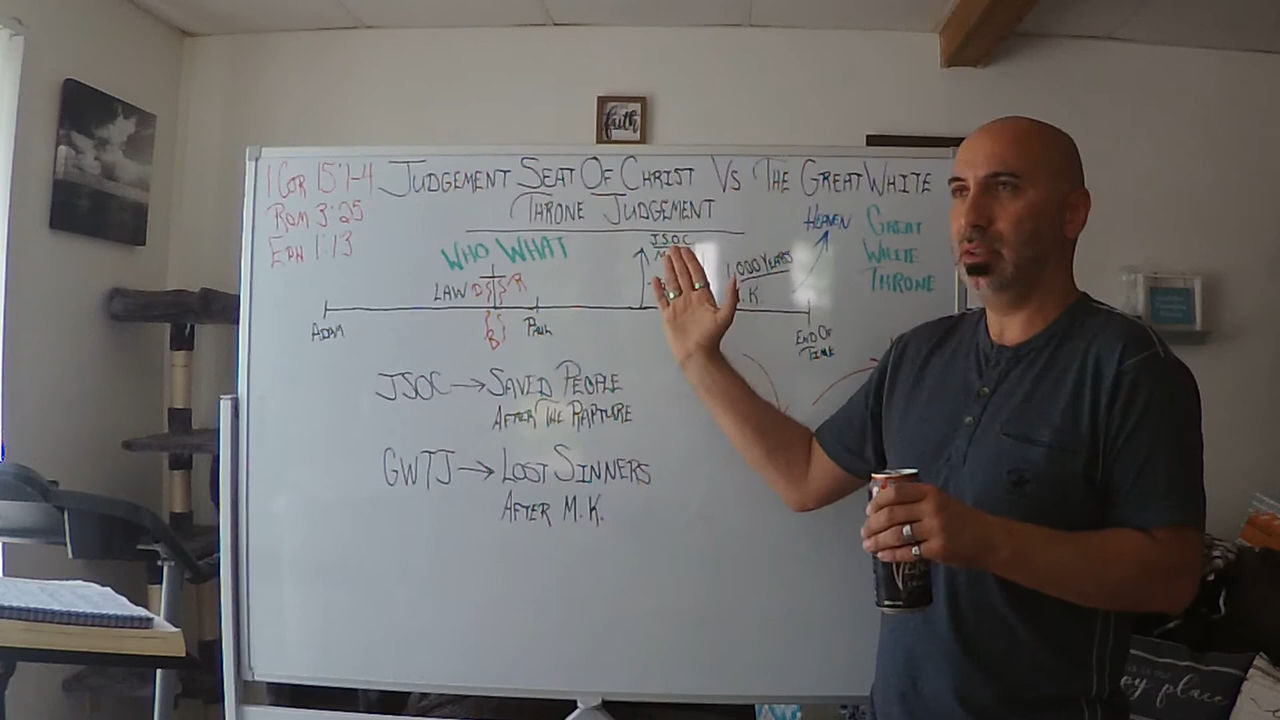 faith
1 Cor 15:1-4
Rom 3:25
Eph 1:13
Judgement Seat Of Christ Vs The Great White
Throne Judgement
Who What
J.S.O.C
Heaven
Great
White
Throne
1,000 Years
Law D R
.K.
Adam
B
Paul
End Of
Time
JSOC → Saved People
After The Rapture
GWTJ → Lost Sinners
After M.K.
py place